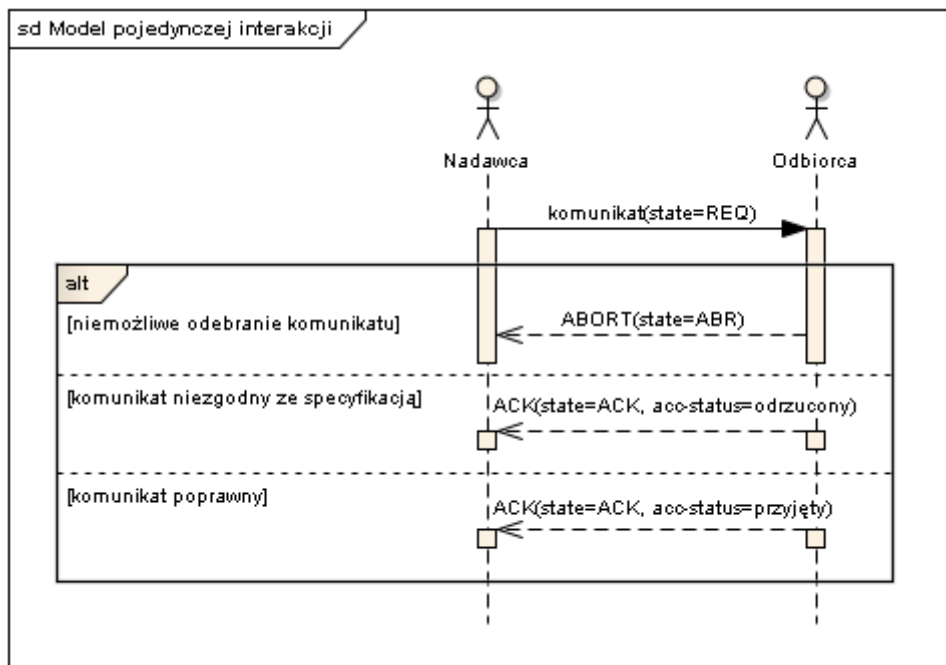 sd Model pojedynczej interakcji
Nadawca
Odbiorca
komunikat(state=REQ)
alt
[niemożliwe odebranie komunikatu]
ABORT(state=ABR)
[komunikat niezgodny ze specyfikacją]
ACK(state=ACK, acc-status=odrzucony)
[komunikat poprawny]
ACK(state=ACK, acc-status=przyjęty)